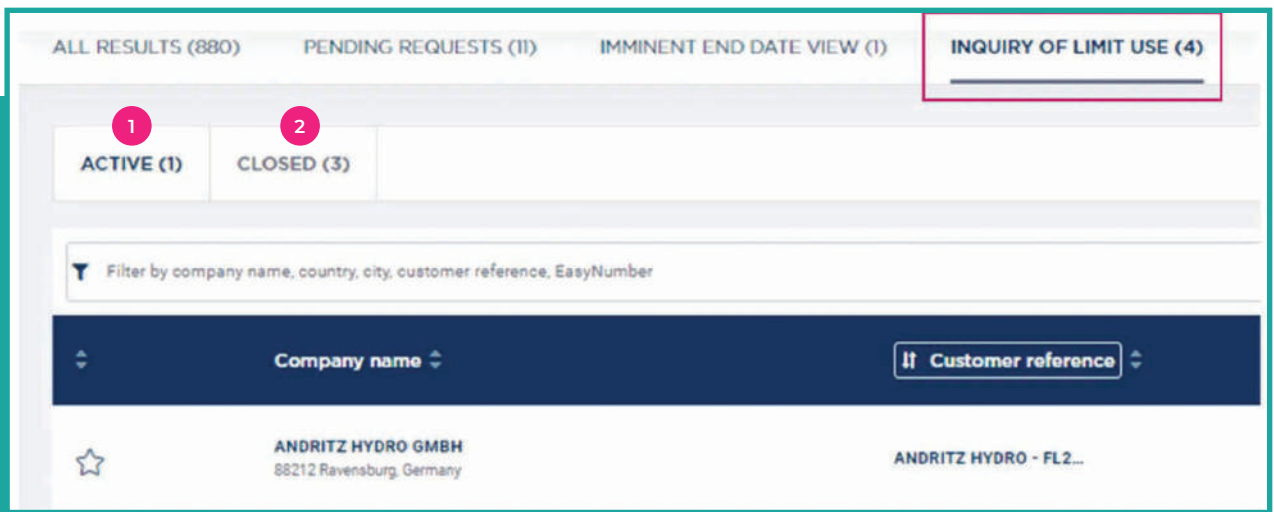 ALL RESULTS (880) PENDING REQUESTS (11) IMMINENT END DATE VIEW (1) INQUIRY OF LIMIT USE (4)
1 2
ACTIVE (1) CLOSED (3)
Filter by company name, country, city, customer reference, EasyNumber
Company name Customer reference
ANDRITZ HYDRO GMBH ANDRITZ HYDRO - FL2...
88212 Ravensburg, Germany